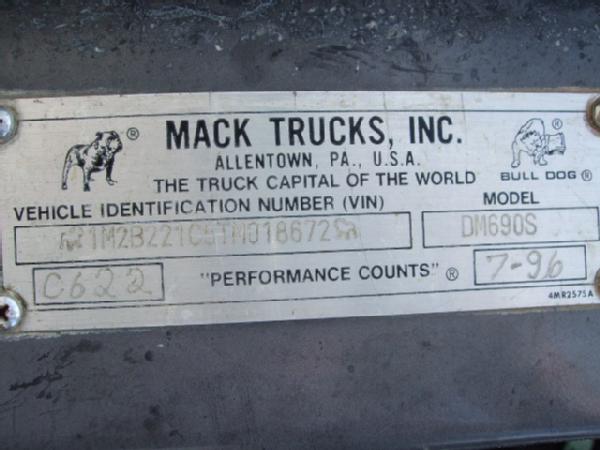 ® MACK TRUCKS, INC. ®
ALLENTOWN, PA., U.S.A.
THE TRUCK CAPITAL OF THE WORLD BULL DOG ®
VEHICLE IDENTIFICATION NUMBER (VIN) MODEL
1M2B221C5TM018672 DM690S
C622 "PERFORMANCE COUNTS" ® 7-96
4MR2575A